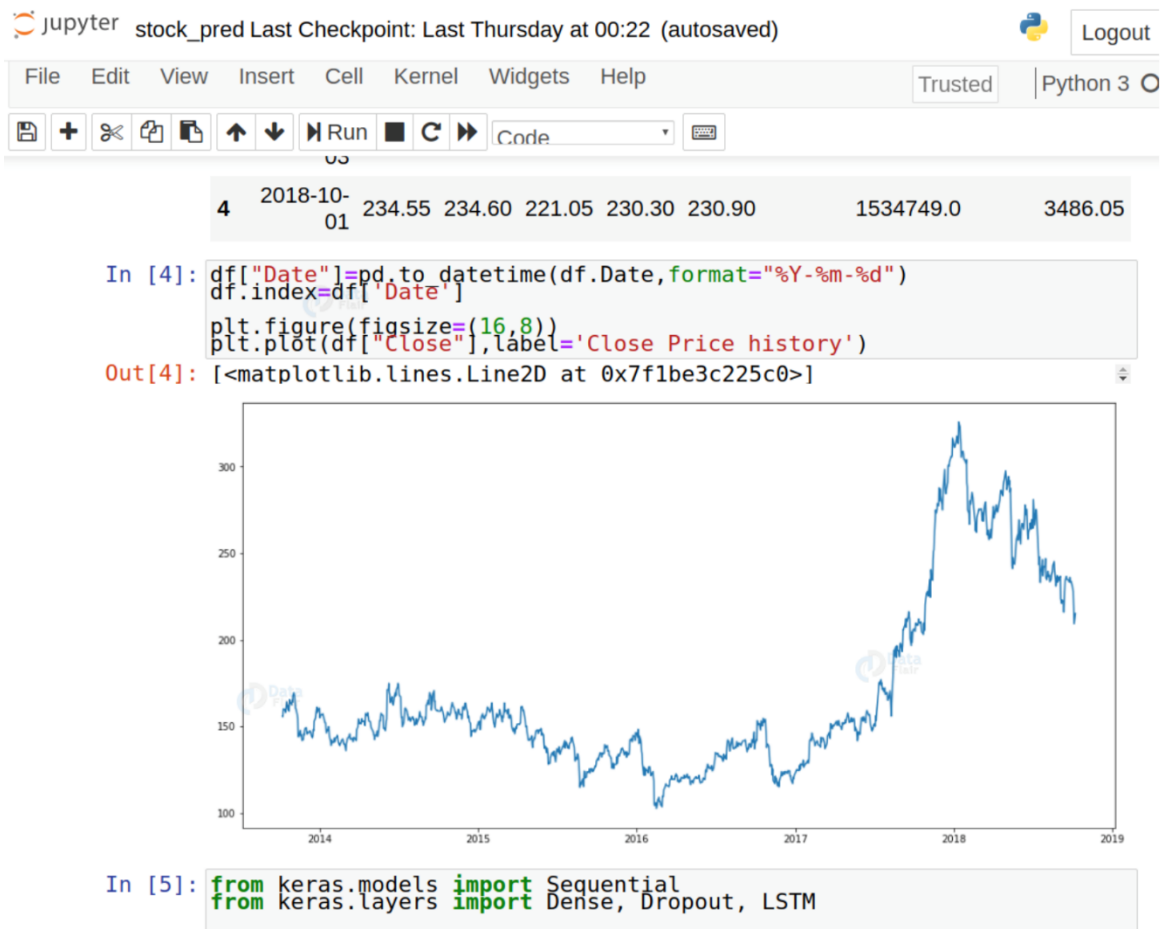 jupyter stock_pred Last Checkpoint: Last Thursday at 00:22 (autosaved) Logout
File Edit View Insert Cell Kernel Widgets Help Trusted Python 3
Run Code
03
4 2018-10-01 234.55 234.60 221.05 230.30 230.90 1534749.0 3486.05
In [4]: df["Date"]=pd.to_datetime(df.Date,format="%Y-%m-%d")
df.index=df['Date']
plt.figure(figsize=(16,8))
plt.plot(df["Close"],label='Close Price history')
Out[4]: [<matplotlib.lines.Line2D at 0x7f1be3c225c0>]
300
250
200
Data Flair
Data Flair
150
100
2014 2015 2016 2017 2018 2019
In [5]: from keras.models import Sequential
from keras.layers import Dense, Dropout, LSTM